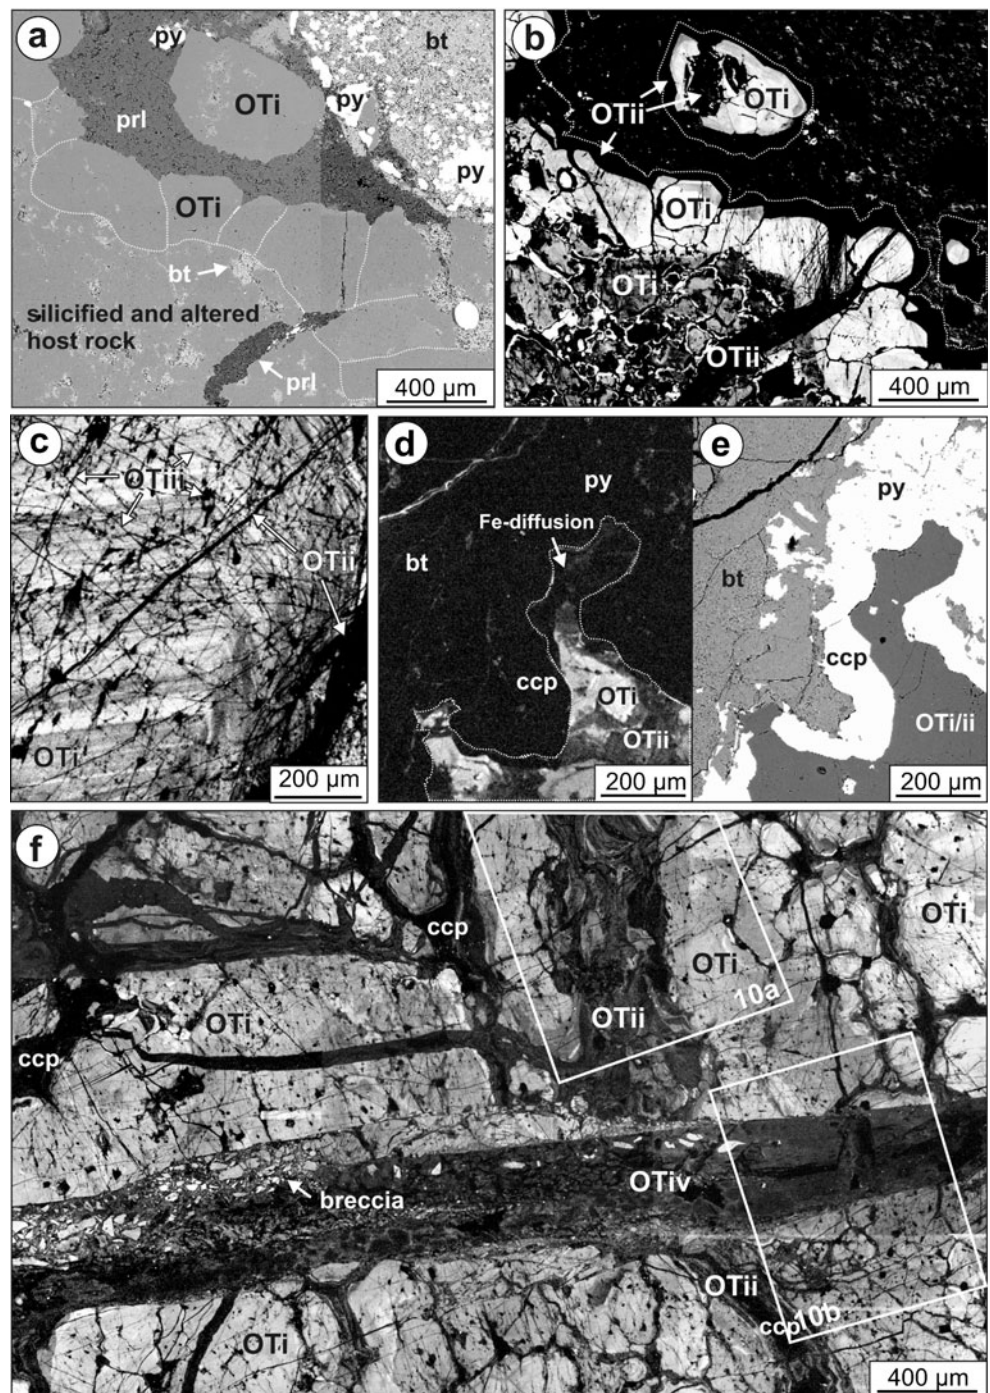 a
py
OTi
bt
py
prl
py
OTi
bt
silicified and altered
host rock
prl
400 µm
b
OTii
OTi
OTi
OTi
OTii
400 µm
c
OTiii
OTii
OTi
200 µm
d
py
Fe-diffusion
bt
ccp
OTi
OTii
200 µm
e
py
bt
ccp
OTi/ii
200 µm
f
ccp
OTi
OTi
10a
OTi
OTii
ccp
OTiv
breccia
OTii
ccp
10b
OTi
400 µm